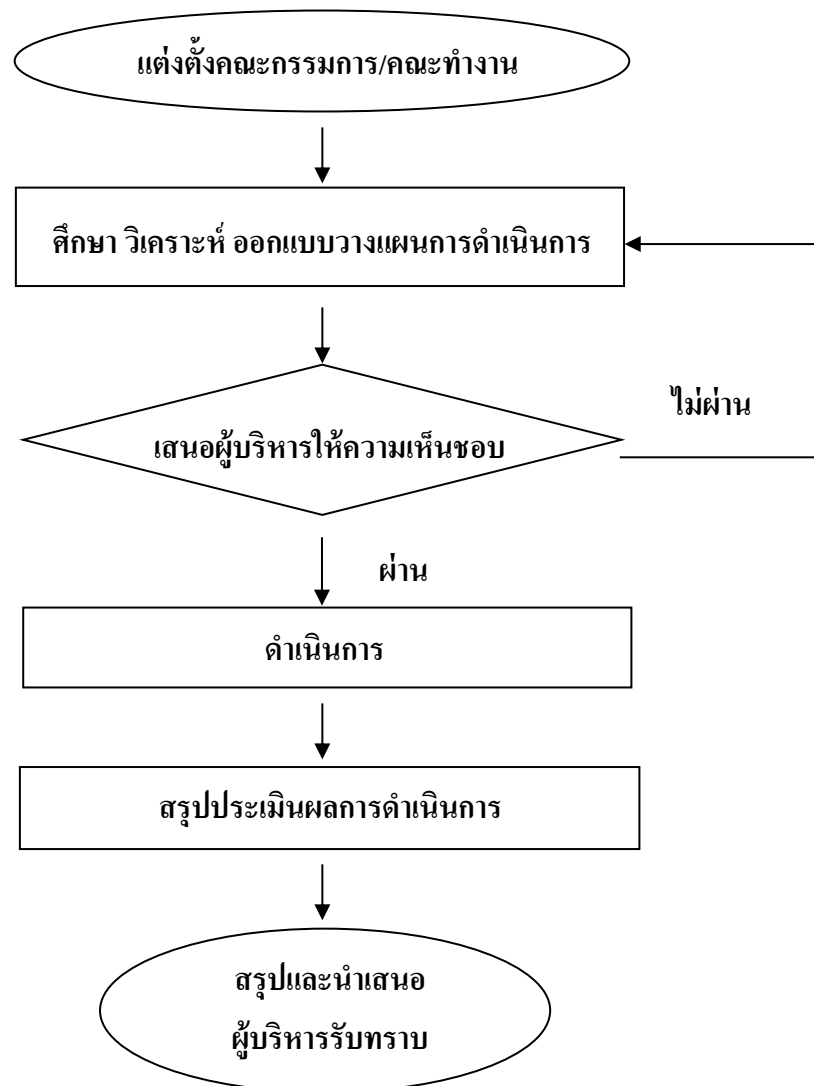 แต่งตั้งคณะกรรมการ/คณะทำงาน
ศึกษา วิเคราะห์ ออกแบบวางแผนการดำเนินการ
ไม่ผ่าน
เสนอผู้บริหารให้ความเห็นชอบ
ผ่าน
ดำเนินการ
สรุปประเมินผลการดำเนินการ
สรุปและนำเสนอ
ผู้บริหารรับทราบ